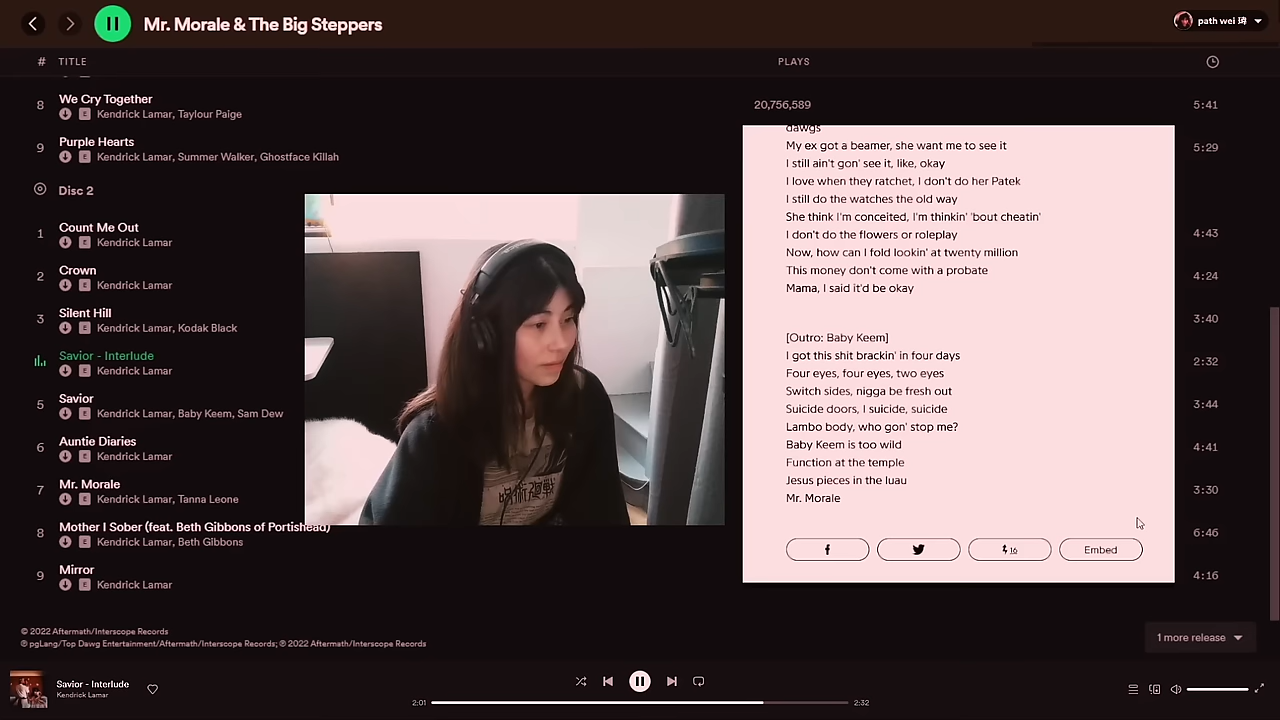 Mr. Morale & The Big Steppers
path wei 瑋
# TITLE
PLAYS
8
We Cry Together
E Kendrick Lamar, Taylour Paige
20,756,589
5:41
9
Purple Hearts
E Kendrick Lamar, Summer Walker, Ghostface Killah
5:29
Disc 2
1
Count Me Out
E Kendrick Lamar
4:43
2
Crown
E Kendrick Lamar
4:24
3
Silent Hill
E Kendrick Lamar, Kodak Black
3:40
Savior - Interlude
E Kendrick Lamar
2:32
5
Savior
E Kendrick Lamar, Baby Keem, Sam Dew
3:44
6
Auntie Diaries
E Kendrick Lamar
4:41
7
Mr. Morale
E Kendrick Lamar, Tanna Leone
3:30
8
Mother I Sober (feat. Beth Gibbons of Portishead)
E Kendrick Lamar, Beth Gibbons
6:46
9
Mirror
E Kendrick Lamar
4:16
呪術廻戦
dawgs
My ex got a beamer, she want me to see it
I still ain't gon' see it, like, okay
I love when they ratchet, I don't do her Patek
I still do the watches the old way
She think I'm conceited, I'm thinkin' 'bout cheatin'
I don't do the flowers or roleplay
Now, how can I fold lookin' at twenty million
This money don't come with a probate
Mama, I said it'd be okay
[Outro: Baby Keem]
I got this shit brackin' in four days
Four eyes, four eyes, two eyes
Switch sides, nigga be fresh out
Suicide doors, I suicide, suicide
Lambo body, who gon' stop me?
Baby Keem is too wild
Function at the temple
Jesus pieces in the luau
Mr. Morale
16
Embed
© 2022 Aftermath/Interscope Records
℗ pgLang/Top Dawg Entertainment/Aftermath/Interscope Records; ℗ 2022 Aftermath/Interscope Records
1 more release
Savior - Interlude
Kendrick Lamar
2:01
2:32